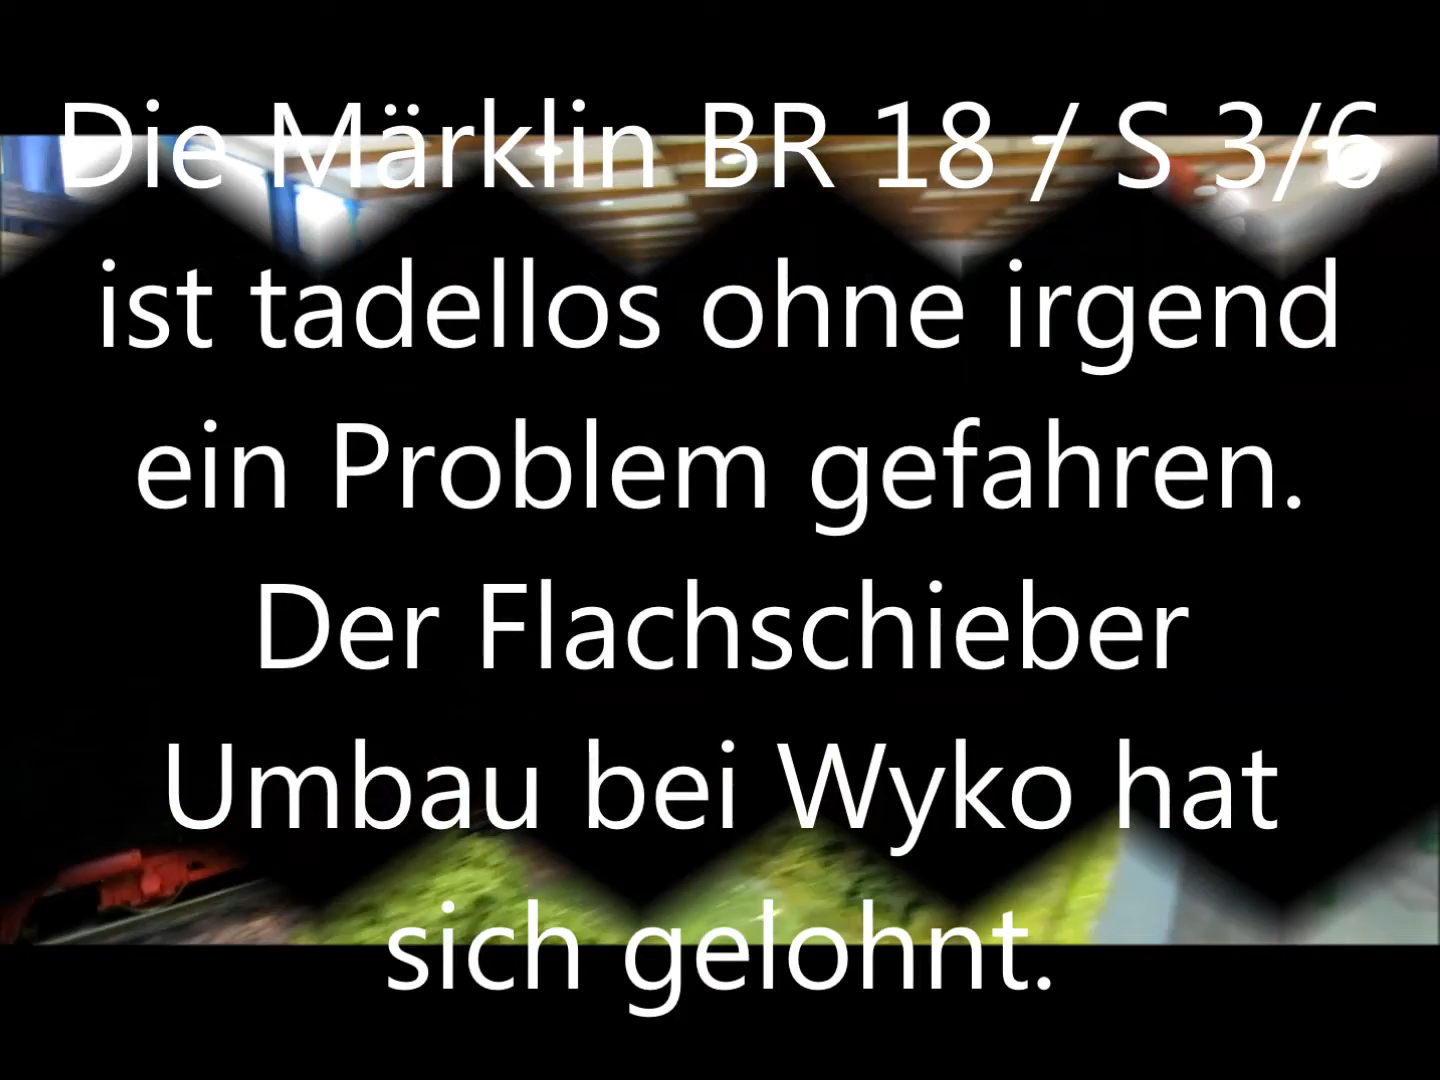 Die Märklin BR 18 / S 3/6
ist tadellos ohne irgend
ein Problem gefahren.
Der Flachschieber
Umbau bei Wyko hat
sich gelohnt.